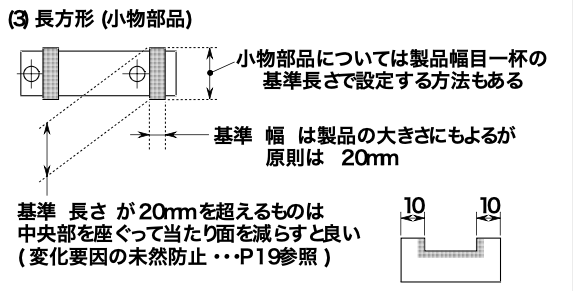 (3) 長方形 (小物部品)
小物部品については製品幅目一杯の
基準長さで設定する方法もある
基準 幅 は製品の大きさにもよるが
原則は 20mm
基準 長さ が20mmを超えるものは
中央部を座ぐって当たり面を減らすと良い
(変化要因の未然防止・・・P19参照)
10 10